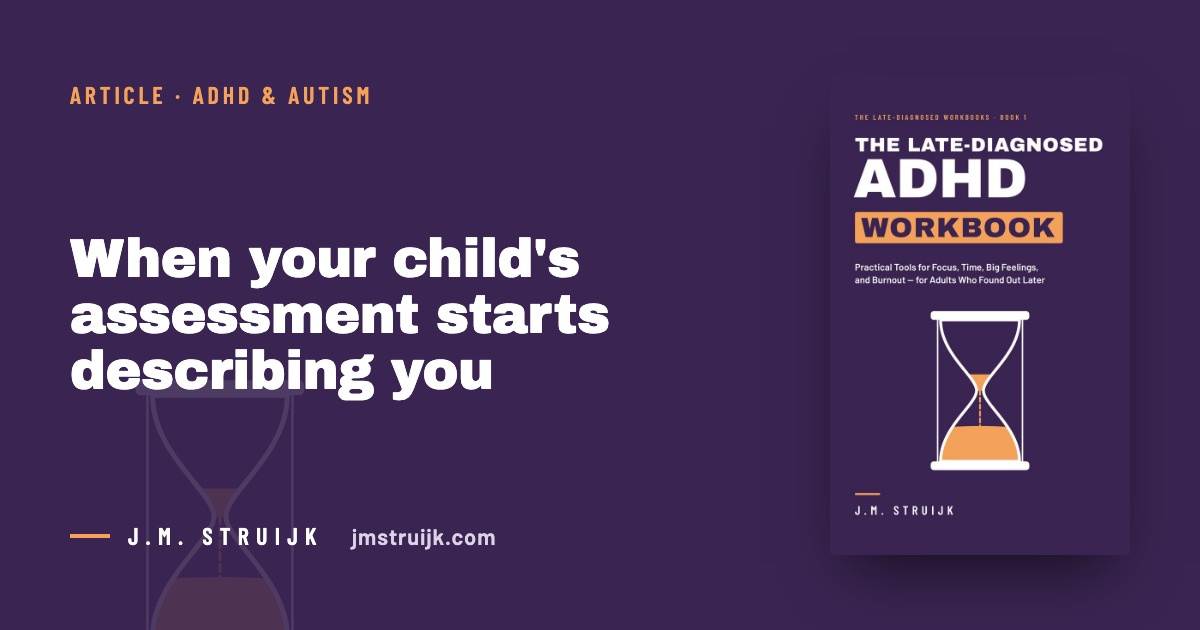 ARTICLE · ADHD & AUTISM
When your child's
assessment starts
describing you
J.M. STRUIJK jmstruijk.com
THE LATE-DIAGNOSED WORKBOOKS · BOOK 1
THE LATE-DIAGNOSED
ADHD
WORKBOOK
Practical Tools for Focus, Time, Big Feelings,
and Burnout — for Adults Who Found Out Later
J.M. STRUIJK